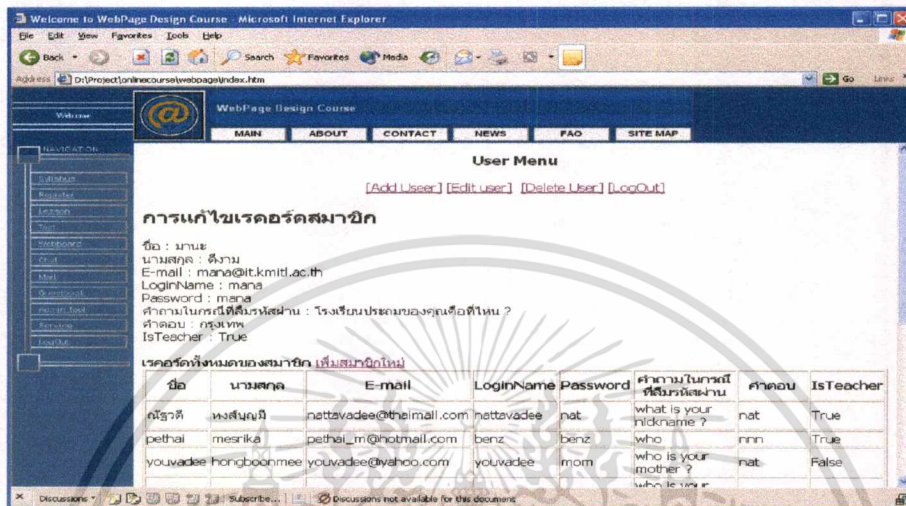 Welcome to WebPage Design Course - Microsoft Internet Explorer
File Edit View Favorites Tools Help
Back Search Favorites Media
Address D:\Project\onlinecourse\webpage\index.htm Go Links
Welcome
WebPage Design Course
MAIN ABOUT CONTACT NEWS FAQ SITE MAP
NAVICATION
Syllabus
Register
Lesson
Test
Webboard
Chat
Mail
Guestbook
Admin Tool
LogOut
User Menu
[Add Useer] [Edit user] [Delete User] [LogOut]
การแก้ไขเรคอร์ดสมาชิก
ชื่อ : มานะ
นามสกุล : ดีงาม
E-mail : mana@it.kmitl.ac.th
LoginName : mana
Password : mana
คำถามในกรณีที่ลืมรหัสผ่าน : โรงเรียนประถมของคุณคือที่ไหน ?
คำตอบ : กรุงเทพ
IsTeacher : True
เรคอร์ดทั้งหมดของสมาชิก เพิ่มสมาชิกใหม่
ชื่อ นามสกุล E-mail LoginName Password คำถามในกรณีที่ลืมรหัสผ่าน คำตอบ IsTeacher
ณัฐวดี หงส์บุญมี nattavadee@thaimail.com nattavadee nat what is your nickname ? nat True
pethai mesrika pethai_m@hotmail.com benz benz who nnn True
youvadee hongboonmee youvadee@yahoo.com youvadee mom who is your mother ? nat False
who is your
Discussions Subscribe... Discussions not available for this document